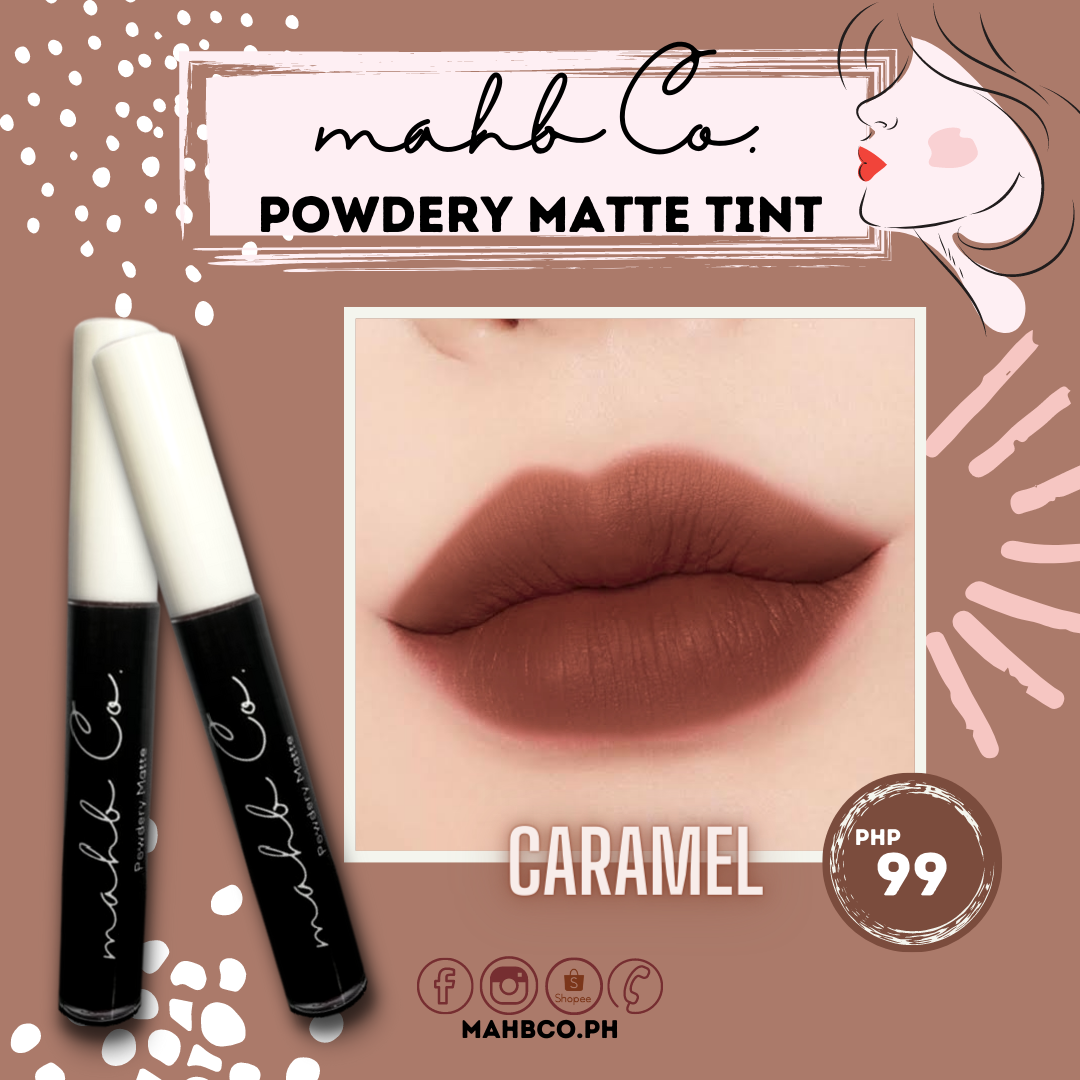 mahb Co.
POWDERY MATTE TINT
mahb Co.
Powdery Matte
mahb Co.
Powdery Matte
CARAMEL
PHP
99
Shopee
MAHBCO.PH